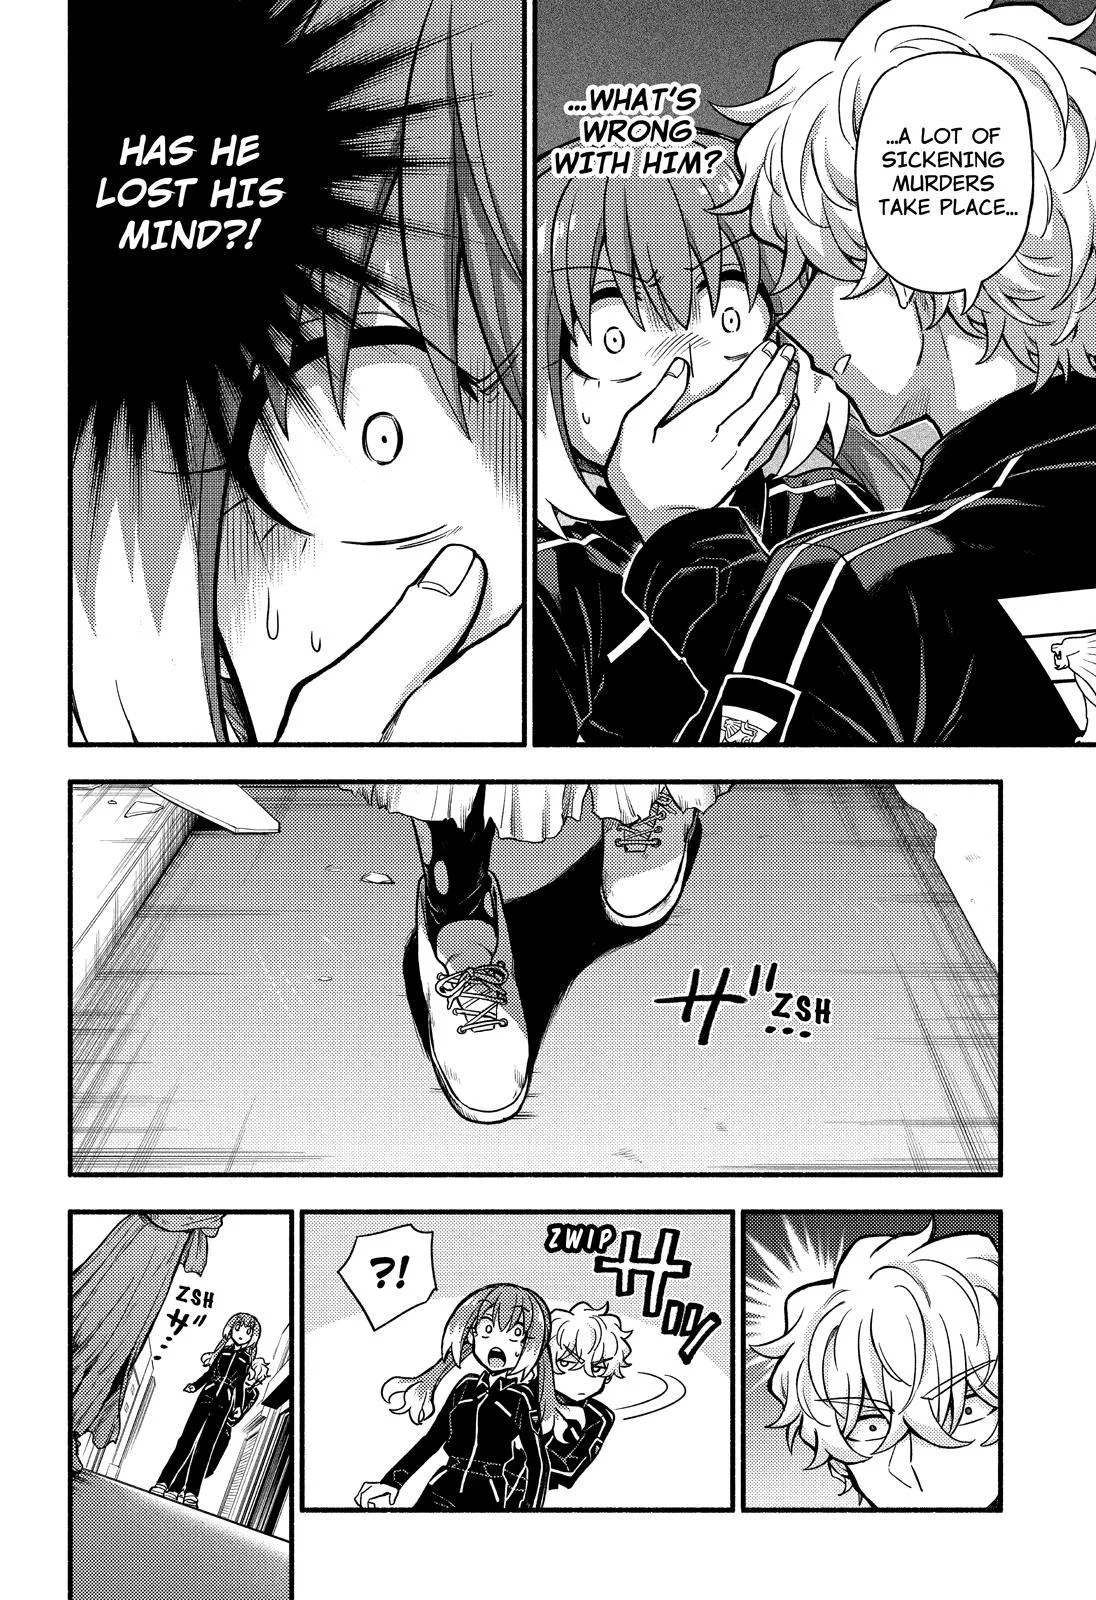 ...A LOT OF
SICKENING
MURDERS
TAKE PLACE...
...WHAT'S
WRONG
WITH HIM?
HAS HE
LOST HIS
MIND?!
ザ
ZSH
...
ZWIP
サッ
?!
ZSH
ザ...